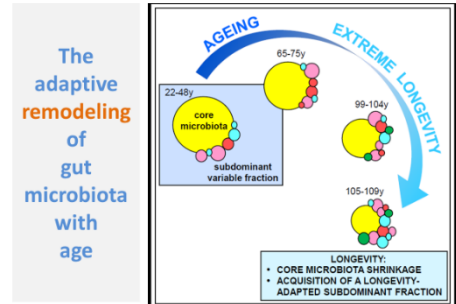 The
adaptive
remodeling
of
gut
microbiota
with
age
AGEING
EXTREME LONGEVITY
22-48y
core
microbiota
subdominant
variable fraction
65-75y
99-104y
105-109y
LONGEVITY:
• CORE MICROBIOTA SHRINKAGE
• ACQUISITION OF A LONGEVITY-
ADAPTED SUBDOMINANT FRACTION